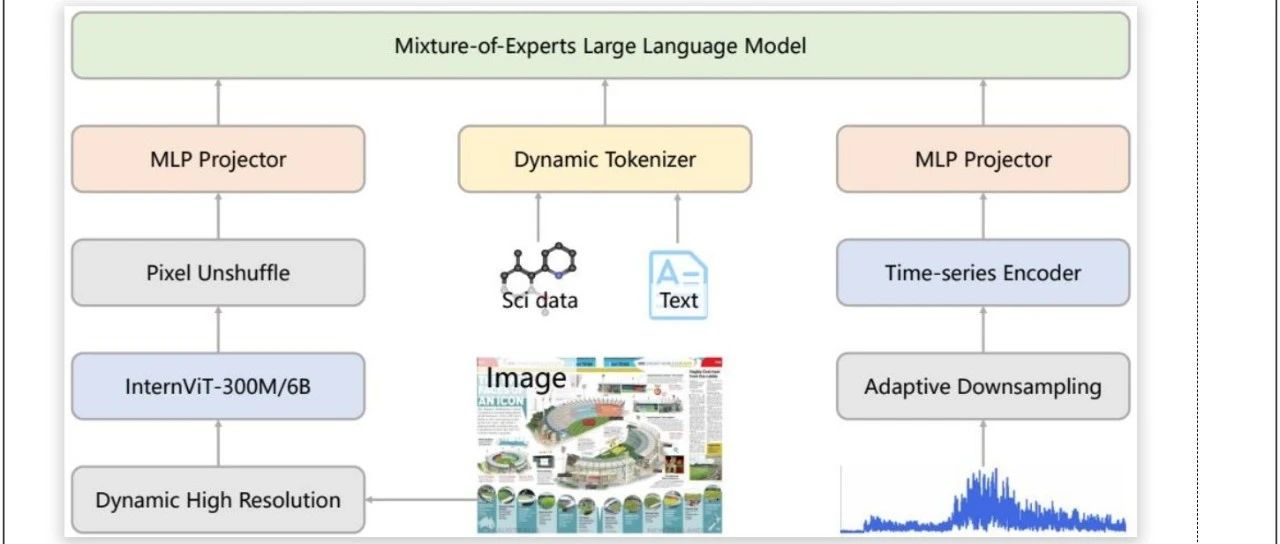 Mixture-of-Experts Large Language Model
MLP Projector
Dynamic Tokenizer
MLP Projector
Pixel Unshuffle
Sci data
Text
Time-series Encoder
InternViT-300M/6B
Image
AN ICON
Adaptive Downsampling
Dynamic High Resolution